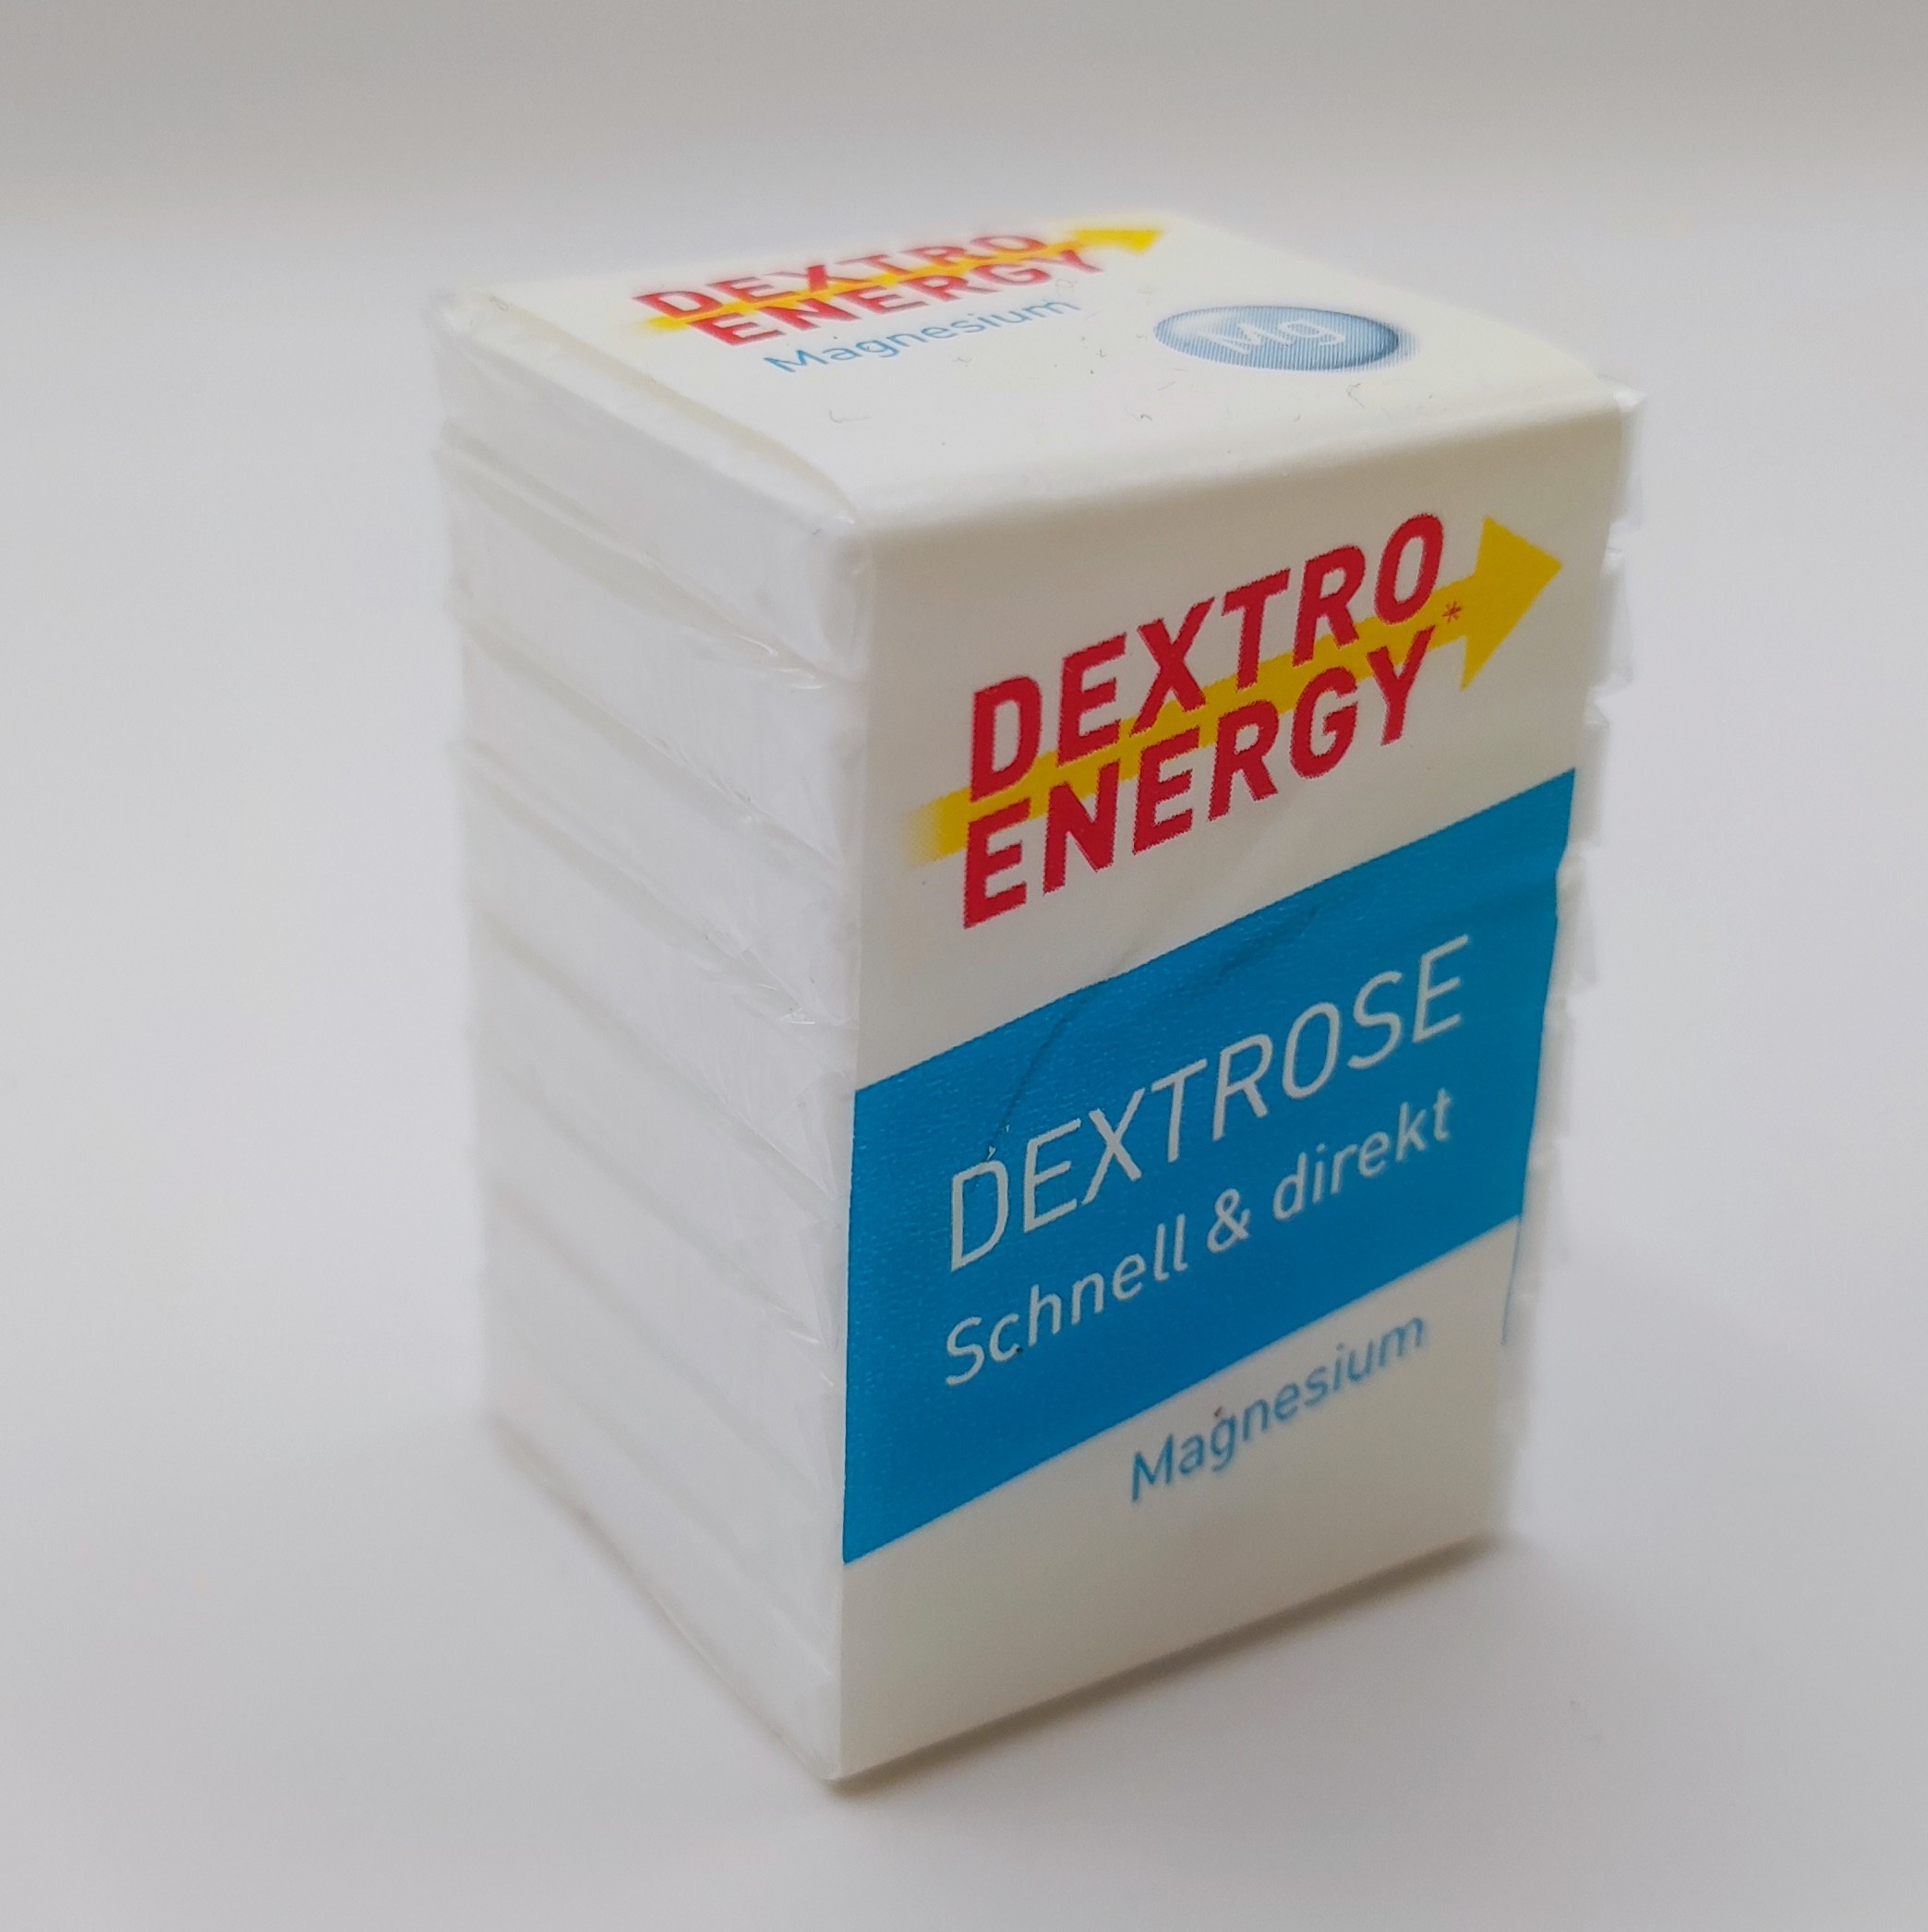 DEXTRO
ENERGY
Magnesium
Mg
DEXTRO
ENERGY*
DEXTROSE
Schnell & direkt
Magnesium